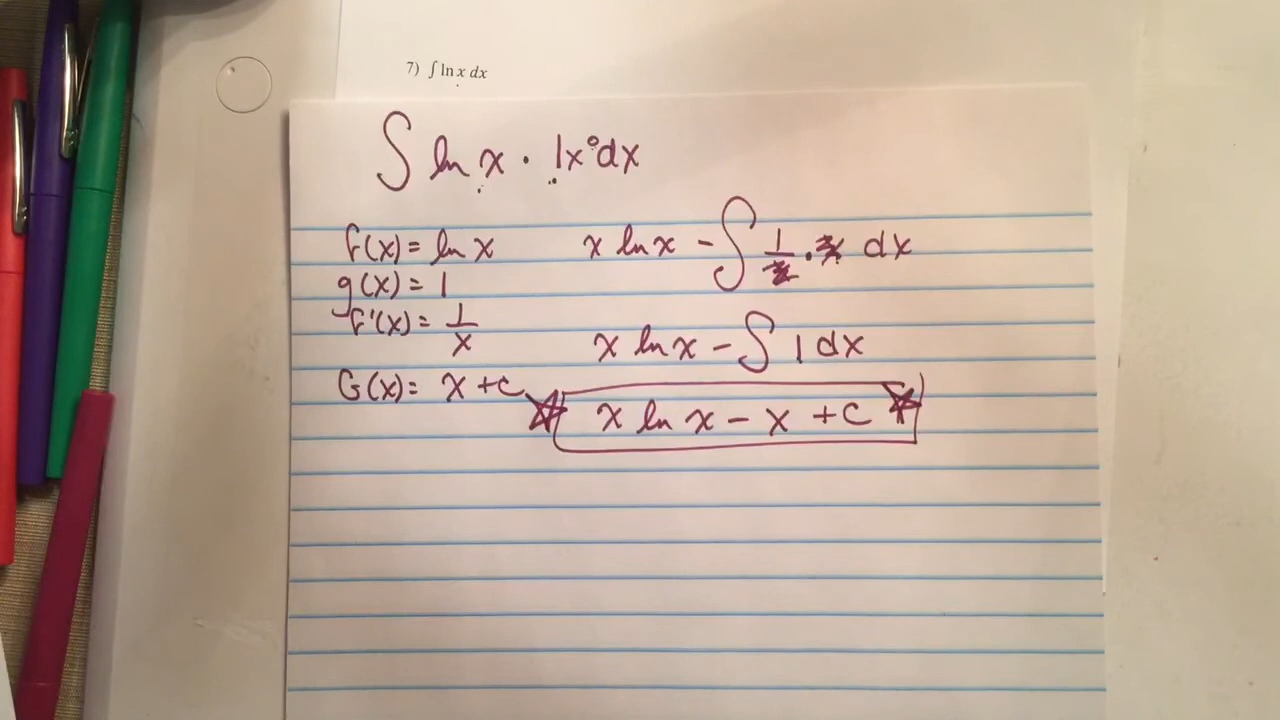 7) ∫ ln x dx
∫ ln x · 1x⁰ dx
f(x) = ln x
g(x) = 1
f'(x) = 1/x
G(x) = x + c
x ln x - ∫ 1/x · x dx
x ln x - ∫ 1 dx
x ln x - x + c